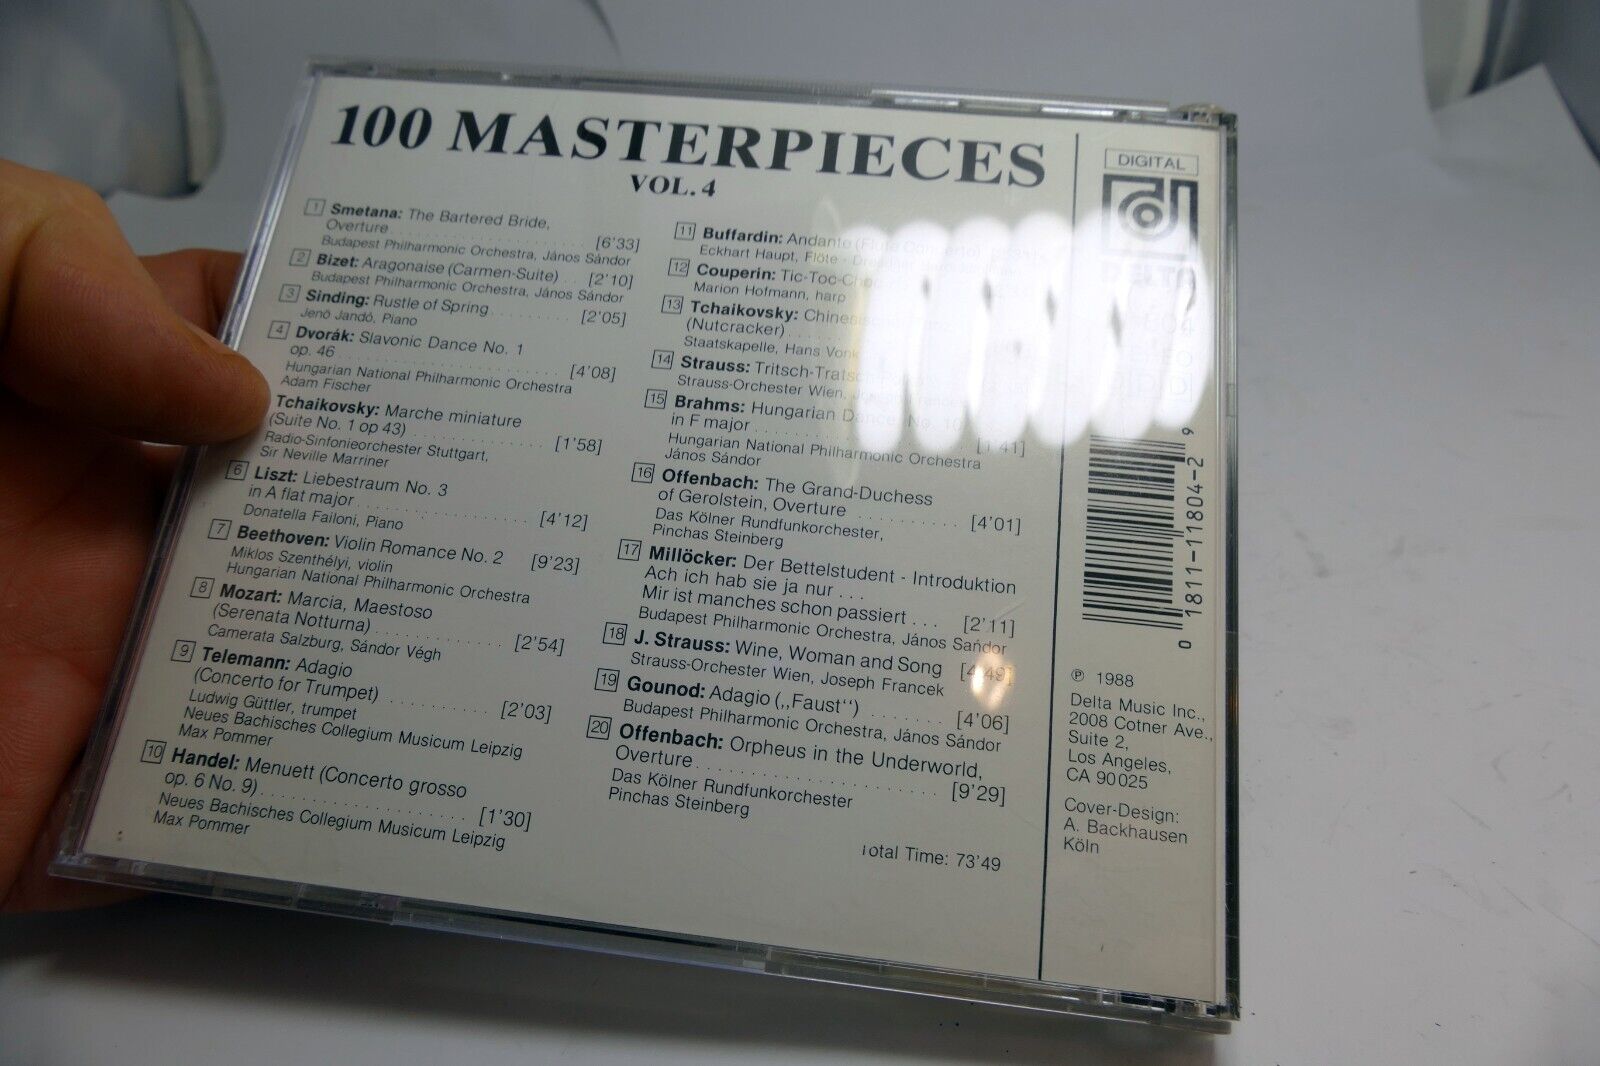 100 MASTERPIECES
VOL. 4
1 Smetana: The Bartered Bride,
Overture . . . . . . . . . . [6'33]
Budapest Philharmonic Orchestra, János Sándor
2 Bizet: Aragonaise (Carmen-Suite) . . [2'10]
Budapest Philharmonic Orchestra, János Sándor
3 Sinding: Rustle of Spring . . . . . . . . [2'05]
Jenö Jandó, Piano
4 Dvorák: Slavonic Dance No. 1
op. 46 . . . . . . . . . . [4'08]
Hungarian National Philharmonic Orchestra
Adam Fischer
Tchaikovsky: Marche miniature
(Suite No. 1 op 43) . . . . . . . . . . [1'58]
Radio-Sinfonieorchester Stuttgart,
Sir Neville Marriner
6 Liszt: Liebestraum No. 3
in A flat major . . . . . . . . . . [4'12]
Donatella Failoni, Piano
7 Beethoven: Violin Romance No. 2 [9'23]
Miklos Szenthélyi, violin
Hungarian National Philharmonic Orchestra
8 Mozart: Marcia, Maestoso
(Serenata Notturna) . . . . . . . . . . [2'54]
Camerata Salzburg, Sándor Végh
9 Telemann: Adagio
(Concerto for Trumpet) . . . . . . . . . . [2'03]
Ludwig Güttler, trumpet
Neues Bachisches Collegium Musicum Leipzig
Max Pommer
10 Handel: Menuett (Concerto grosso
op. 6 No. 9) . . . . . . . . . . [1'30]
Neues Bachisches Collegium Musicum Leipzig
Max Pommer
11 Buffardin: Andante (Flute Concerto)
Eckhart Haupt, Flöte -
12 Couperin: Tic-Toc-Choc
Marion Hofmann, harp
13 Tchaikovsky:
(Nutcracker) . . . .
Staatskapelle, Hans Vonk
14 Strauss: Tritsch-Tratsch-
Strauss-Orchester Wien,
15 Brahms: Hungarian Dance No. 10
in F major . . . . . . . . . . [1'41]
Hungarian National Philharmonic Orchestra
János Sándor
16 Offenbach: The Grand-Duchess
of Gerolstein, Overture . . . . . . . . . . [4'01]
Das Kölner Rundfunkorchester,
Pinchas Steinberg
17 Millöcker: Der Bettelstudent - Introduktion
Ach ich hab sie ja nur . . .
Mir ist manches schon passiert . . . [2'11]
Budapest Philharmonic Orchestra, János Sándor
18 J. Strauss: Wine, Woman and Song [4'49]
Strauss-Orchester Wien, Joseph Francek
19 Gounod: Adagio („Faust“) . . . . . . . [4'06]
Budapest Philharmonic Orchestra, János Sándor
20 Offenbach: Orpheus in the Underworld,
Overture . . . . . . . . . . [9'29]
Das Kölner Rundfunkorchester
Pinchas Steinberg
Total Time: 73'49
DIGITAL
DELTA
0 1811-11804-2 9
℗ 1988
Delta Music Inc.,
2008 Cotner Ave.,
Suite 2,
Los Angeles,
CA 90025
Cover-Design:
A. Backhausen
Köln